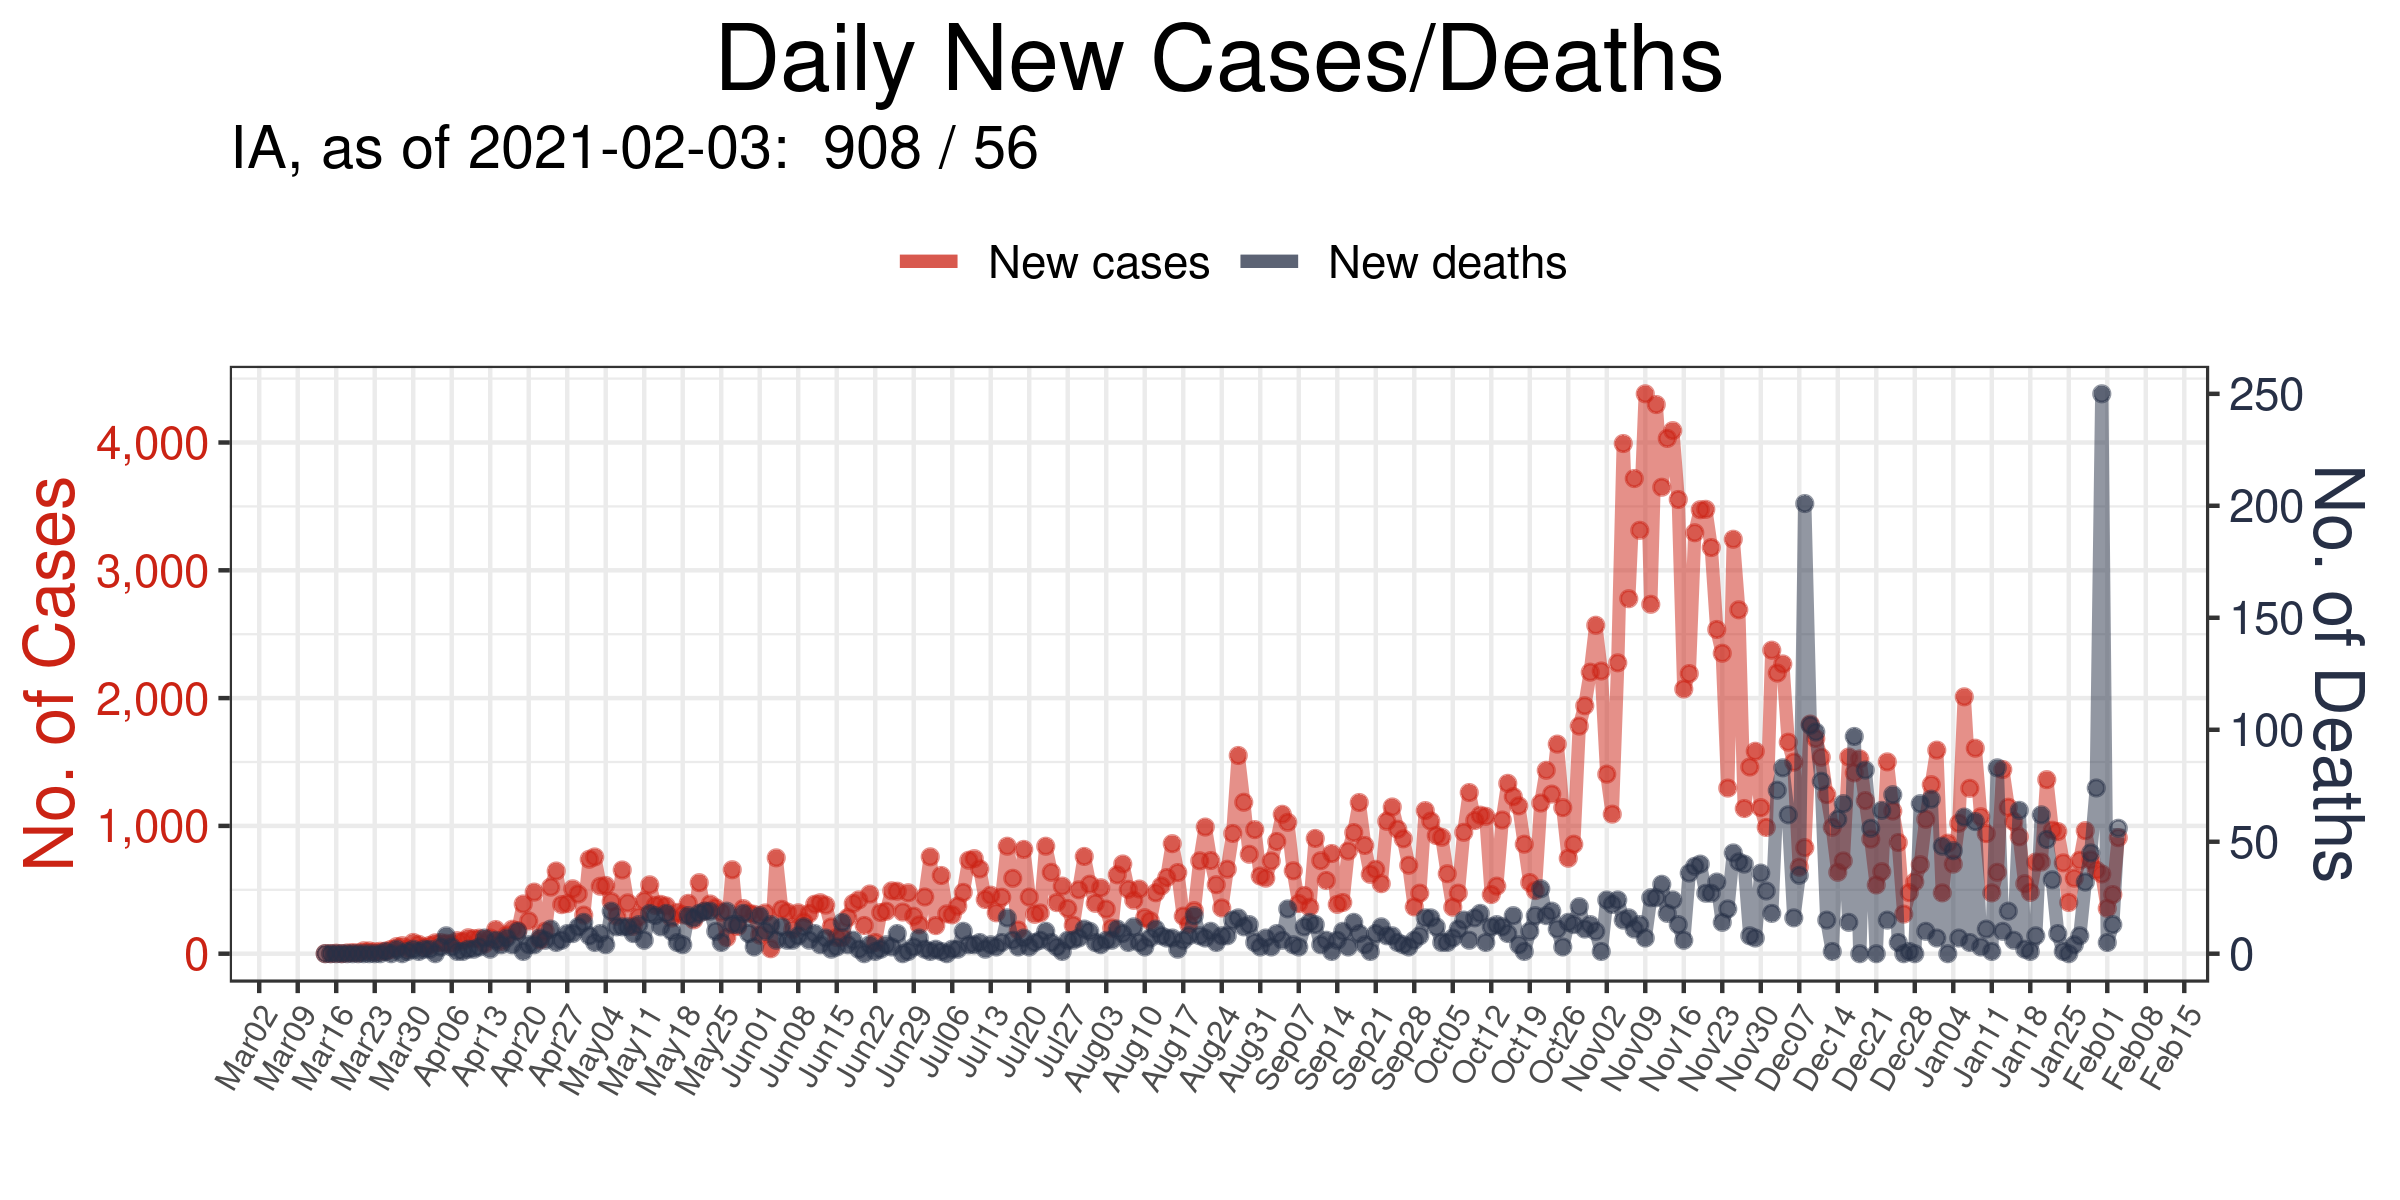 Daily New Cases/Deaths
IA, as of 2021-02-03: 908 / 56
New cases New deaths
No. of Cases
4,000
3,000
2,000
1,000
0
250
200
150
100
50
0
No. of Deaths
Mar02 Mar09 Mar16 Mar23 Mar30 Apr06 Apr13 Apr20 Apr27 May04 May11 May18 May25 Jun01 Jun08 Jun15 Jun22 Jun29 Jul06 Jul13 Jul20 Jul27 Aug03 Aug10 Aug17 Aug24 Aug31 Sep07 Sep14 Sep21 Sep28 Oct05 Oct12 Oct19 Oct26 Nov02 Nov09 Nov16 Nov23 Nov30 Nov07 Dec14 Dec21 Dec28 Dec04 Jan11 Jan18 Jan25 Feb01 Feb08 Feb15